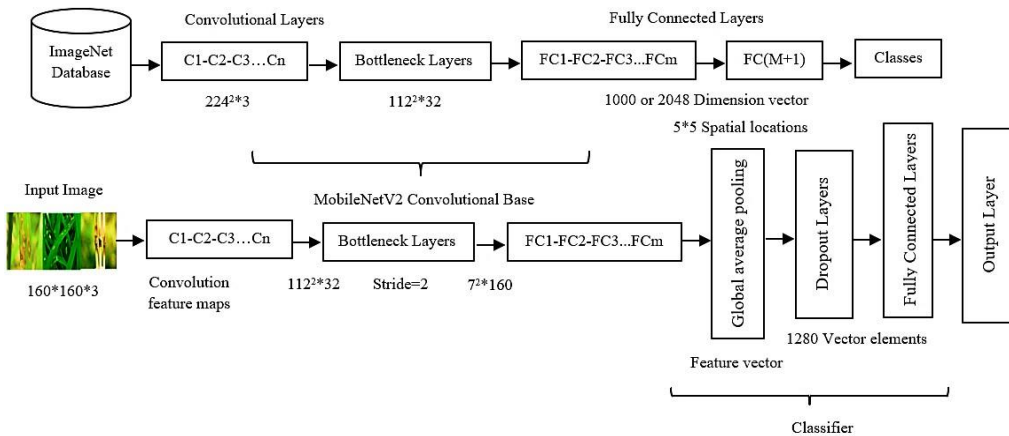 Convolutional Layers
Fully Connected Layers
ImageNet
Database
C1-C2-C3…Cn
Bottleneck Layers
FC1-FC2-FC3...FCm
FC(M+1)
Classes
224²*3
112²*32
1000 or 2048 Dimension vector
5*5 Spatial locations
MobileNetV2 Convolutional Base
Input Image
C1-C2-C3…Cn
Bottleneck Layers
FC1-FC2-FC3...FCm
Global average pooling
Dropout Layers
Fully Connected Layers
Output Layer
160*160*3
Convolution
feature maps
112²*32
Stride=2
7²*160
1280 Vector elements
Feature vector
Classifier